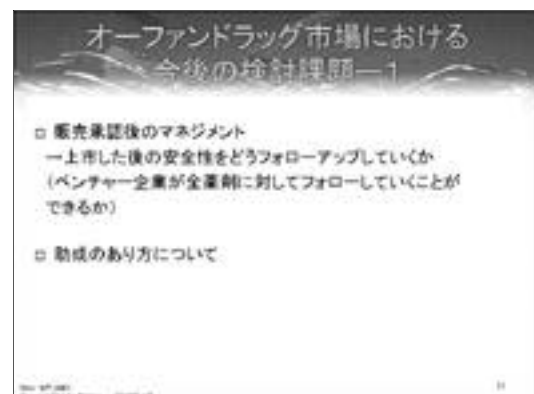 オーファンドラッグ市場における
今後の検討課題ー1
□ 販売承認後のマネジメント
ー上市した後の安全性をどうフォローアップしていくか
(ベンチャー企業が全薬剤に対してフォローしていくことが
できるか)
□ 助成のあり方について